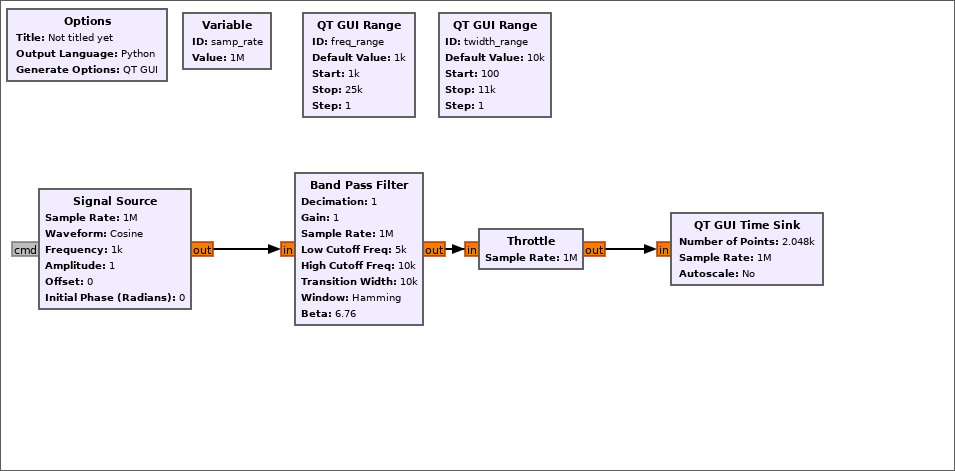 Options
Title: Not titled yet
Output Language: Python
Generate Options: QT GUI
Variable
ID: samp_rate
Value: 1M
QT GUI Range
ID: freq_range
Default Value: 1k
Start: 1k
Stop: 25k
Step: 1
QT GUI Range
ID: twidth_range
Default Value: 10k
Start: 100
Stop: 11k
Step: 1
cmd
Signal Source
Sample Rate: 1M
Waveform: Cosine
Frequency: 1k
Amplitude: 1
Offset: 0
Initial Phase (Radians): 0
out
in
Band Pass Filter
Decimation: 1
Gain: 1
Sample Rate: 1M
Low Cutoff Freq: 5k
High Cutoff Freq: 10k
Transition Width: 10k
Window: Hamming
Beta: 6.76
out
in
Throttle
Sample Rate: 1M
out
in
QT GUI Time Sink
Number of Points: 2.048k
Sample Rate: 1M
Autoscale: No